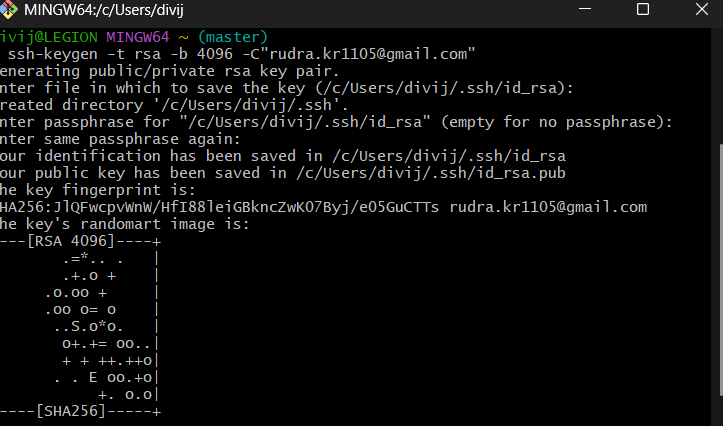 MINGW64:/c/Users/divij
ivij@LEGION MINGW64 ~ (master)
ssh-keygen -t rsa -b 4096 -C"rudra.kr1105@gmail.com"
enerating public/private rsa key pair.
nter file in which to save the key (/c/Users/divij/.ssh/id_rsa):
reated directory '/c/Users/divij/.ssh'.
nter passphrase for "/c/Users/divij/.ssh/id_rsa" (empty for no passphrase):
nter same passphrase again:
our identification has been saved in /c/Users/divij/.ssh/id_rsa
our public key has been saved in /c/Users/divij/.ssh/id_rsa.pub
he key fingerprint is:
HA256:JlQFwcpvWnW/HfI88leiGBkncZwK07Byj/e05GuCTTs rudra.kr1105@gmail.com
he key's randomart image is:
---[RSA 4096]----+
       .=*.. .   |
       .+.o +    |
     .o.oo +     |
     .oo o= o    |
      ..S.o*o.   |
       o+.+= oo..|
       + + ++.++o|
      . . E oo.+o|
           +. o.o|
----[SHA256]-----+